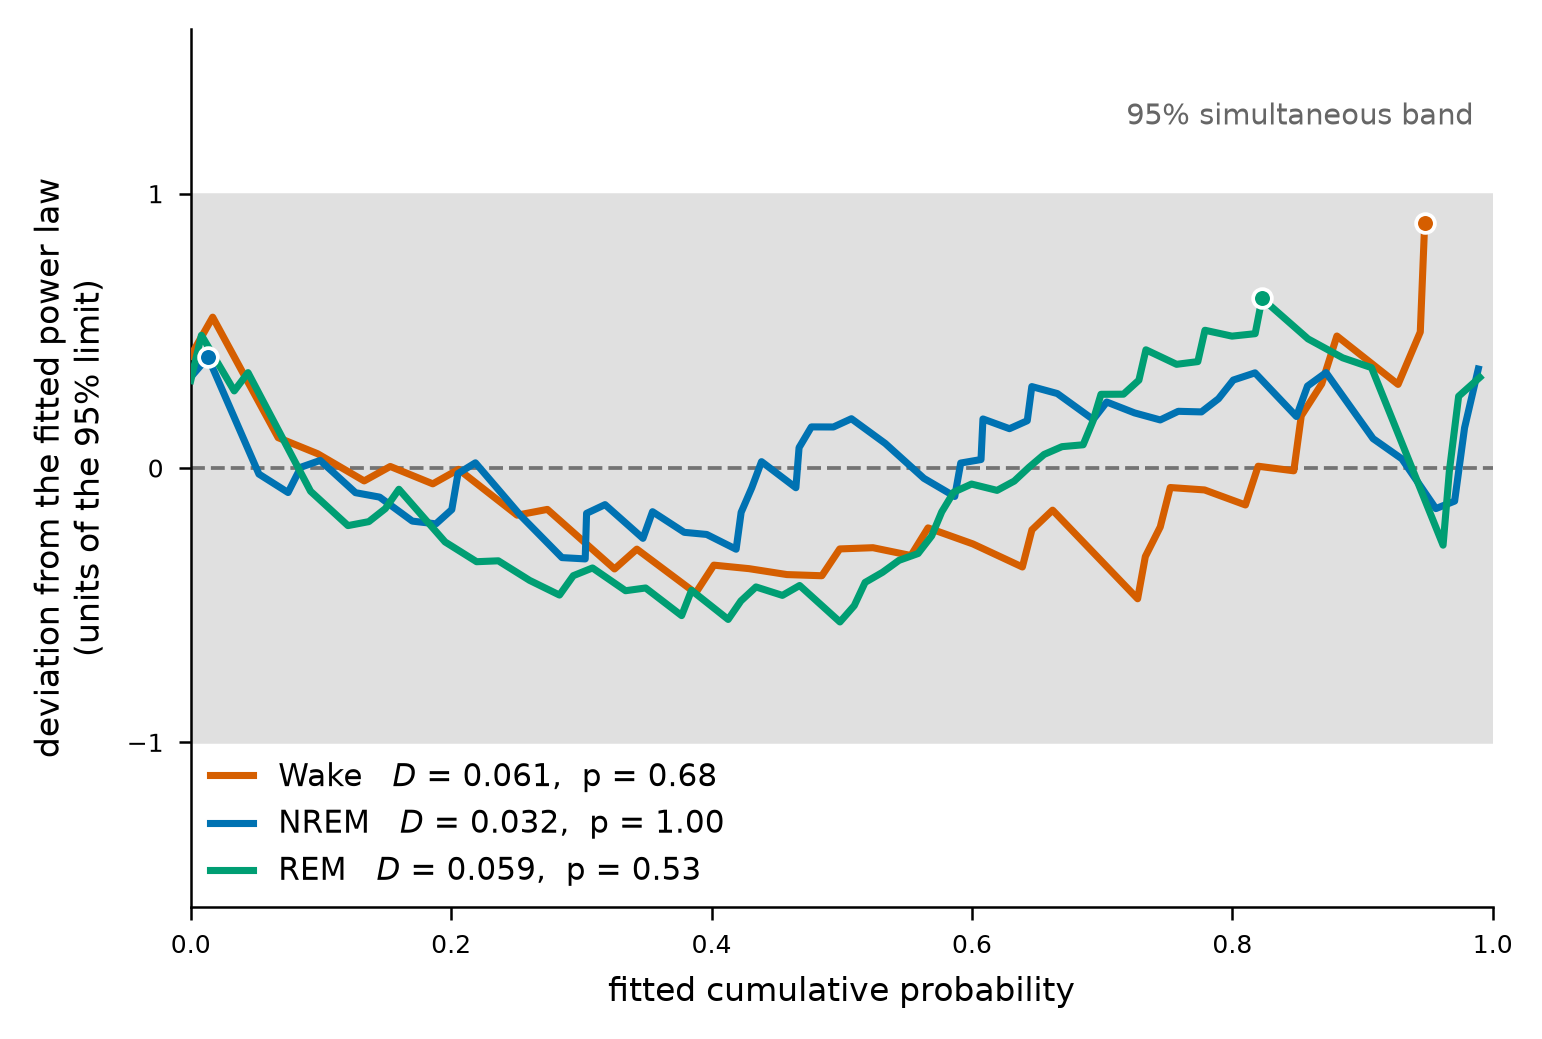 95% simultaneous band
deviation from the fitted power law
(units of the 95% limit)
1
0
−1
Wake D = 0.061, p = 0.68
NREM D = 0.032, p = 1.00
REM D = 0.059, p = 0.53
0.0 0.2 0.4 0.6 0.8 1.0
fitted cumulative probability